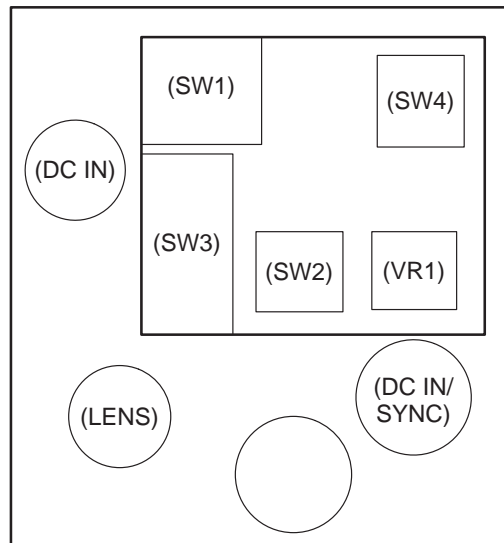 (SW1)
(SW4)
(DC IN)
(SW3)
(SW2)
(VR1)
(DC IN/
SYNC)
(LENS)